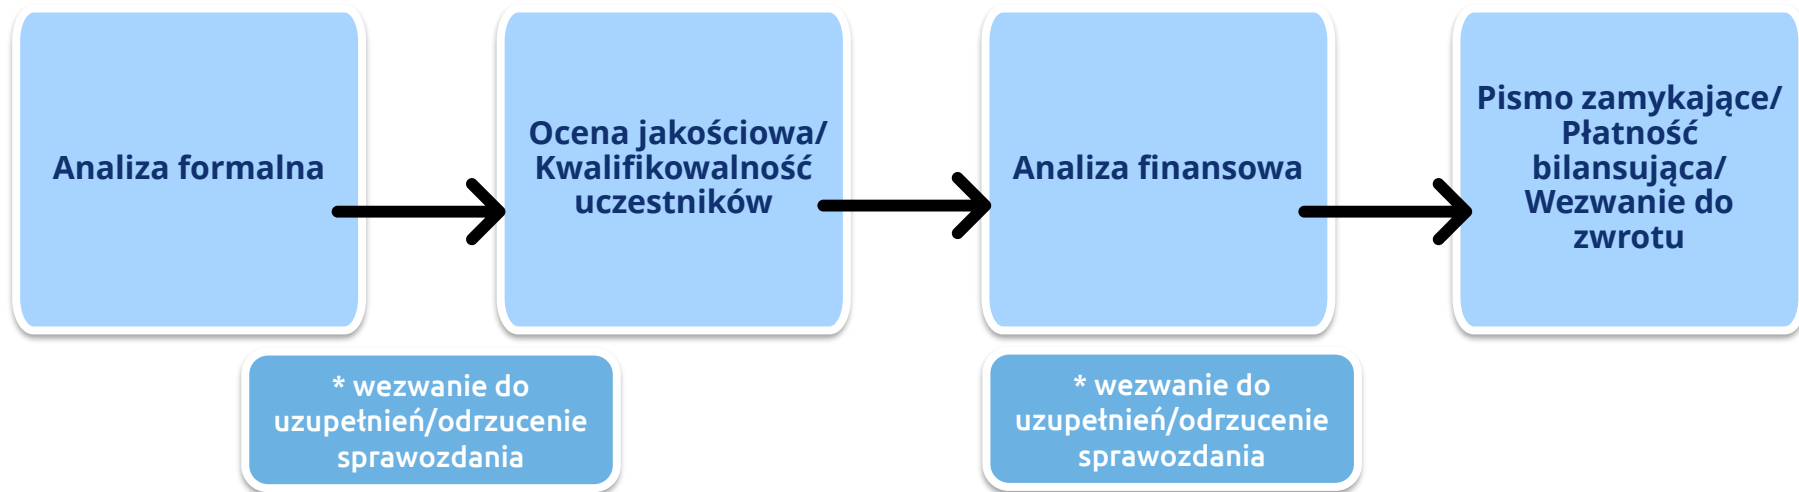 Analiza formalna
Ocena jakościowa/
Kwalifikowalność
uczestników
Analiza finansowa
Pismo zamykające/
Płatność
bilansująca/
Wezwanie do
zwrotu
* wezwanie do
uzupełnień/odrzucenie
sprawozdania
* wezwanie do
uzupełnień/odrzucenie
sprawozdania